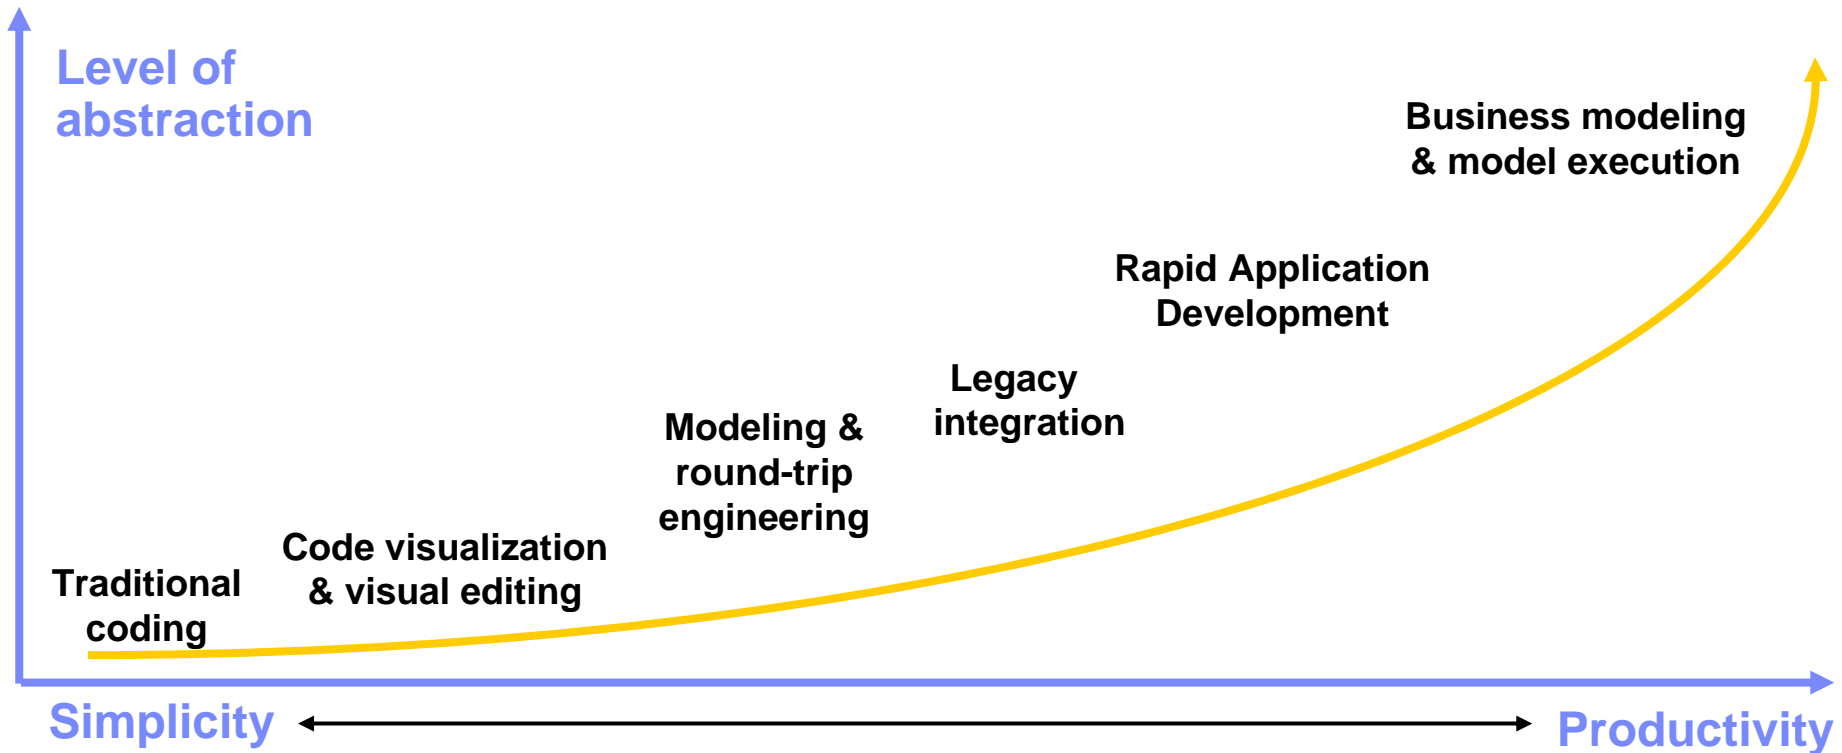 Level of
abstraction
Business modeling
& model execution
Rapid Application
Development
Legacy
integration
Modeling &
round-trip
engineering
Code visualization
& visual editing
Traditional
coding
Simplicity
Productivity